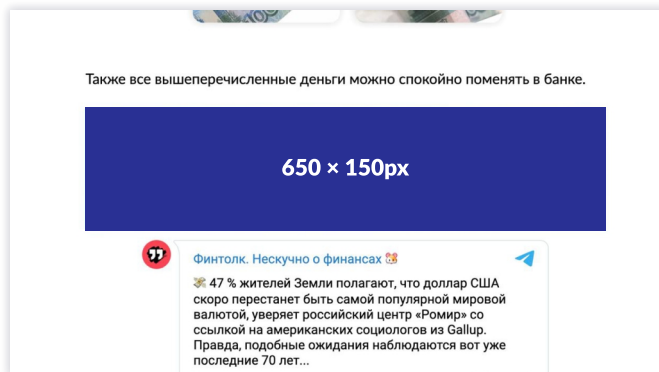 Также все вышеперечисленные деньги можно спокойно поменять в банке.
650 × 150px
Финтолк. Нескучно о финансах 🐹
💸 47 % жителей Земли полагают, что доллар США
скоро перестанет быть самой популярной мировой
валютой, уверяет российский центр «Ромир» со
ссылкой на американских социологов из Gallup.
Правда, подобные ожидания наблюдаются вот уже
последние 70 лет...